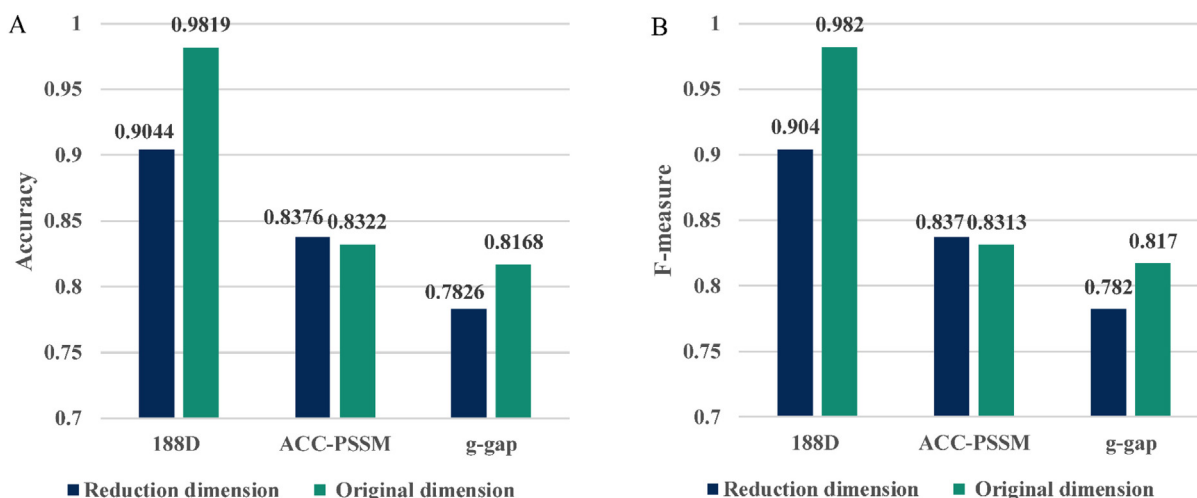 A
Accuracy
1
0.95
0.9
0.85
0.8
0.75
0.7
0.9044
0.9819
0.8376
0.8322
0.7826
0.8168
188D
ACC-PSSM
g-gap
Reduction dimension
Original dimension
B
F-measure
1
0.95
0.9
0.85
0.8
0.75
0.7
0.904
0.982
0.837
0.8313
0.782
0.817
188D
ACC-PSSM
g-gap
Reduction dimension
Original dimension